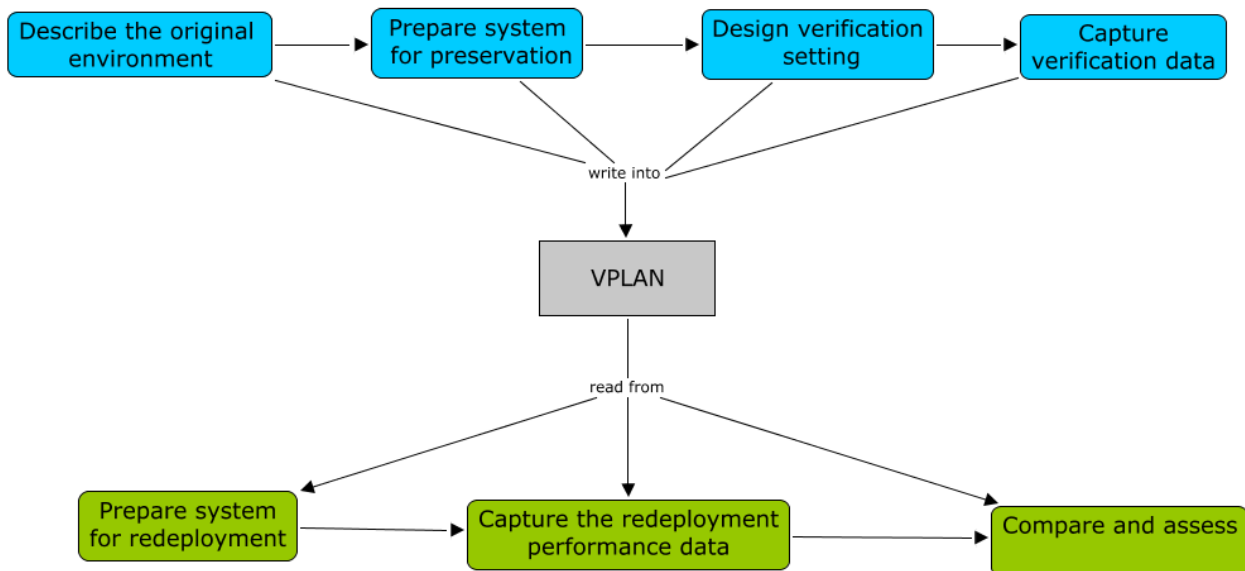 Describe the original
environment
Prepare system
for preservation
Design verification
setting
Capture
verification data
write into
VPLAN
read from
Prepare system
for redeployment
Capture the redeployment
performance data
Compare and assess